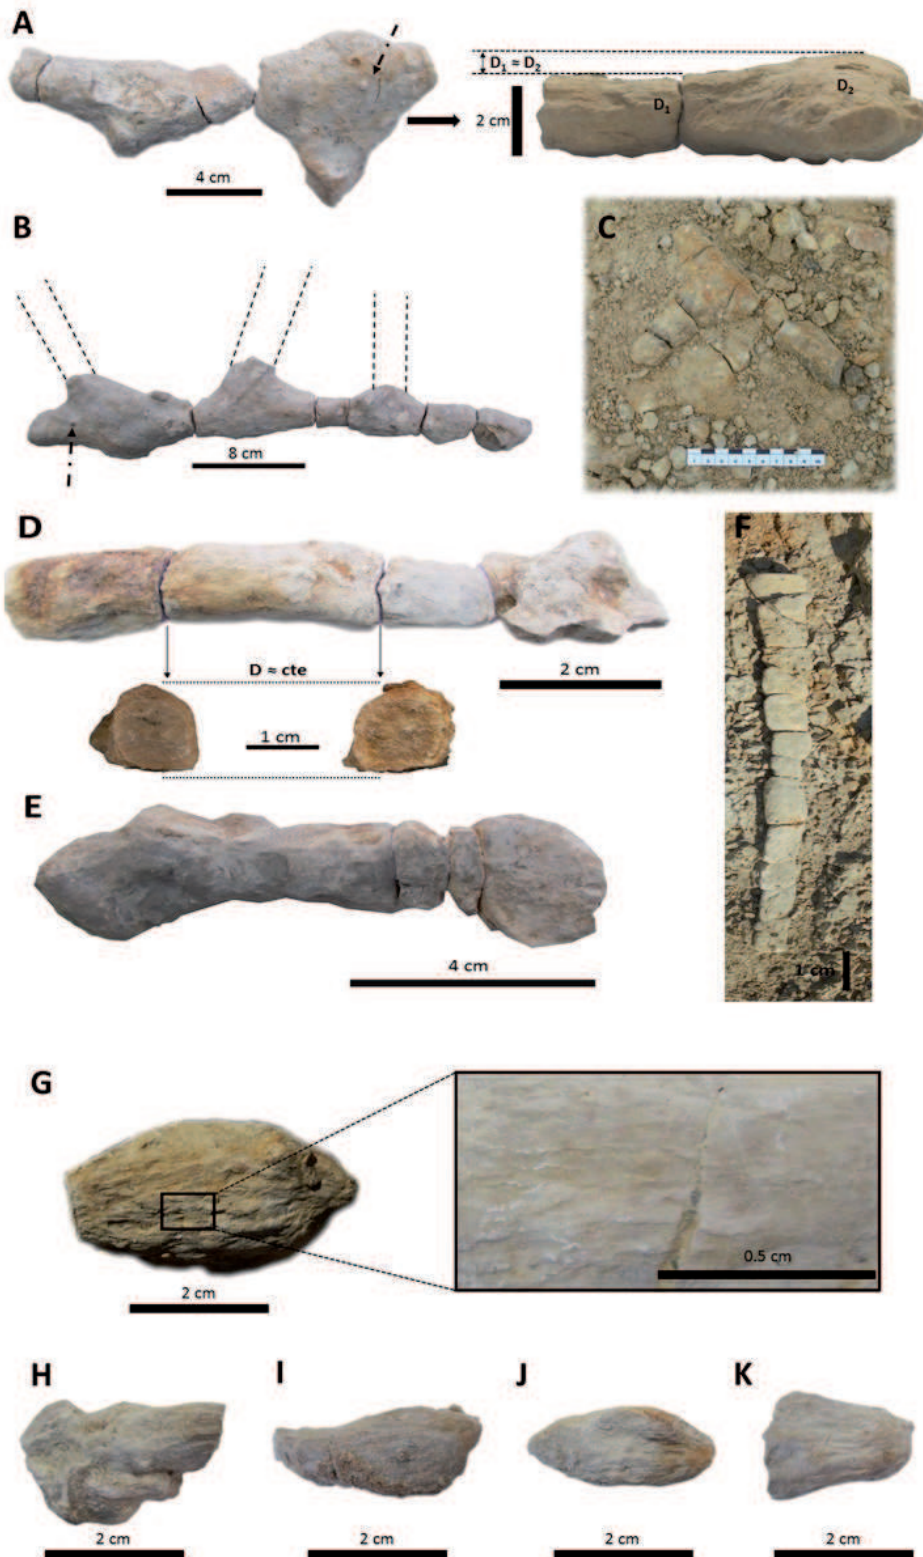 A
D₁ ≈ D₂
D₁
D₂
2 cm
4 cm
B
C
8 cm
D
F
D ≈ cte
2 cm
1 cm
E
1 cm
4 cm
G
0.5 cm
2 cm
H
I
J
K
2 cm
2 cm
2 cm
2 cm